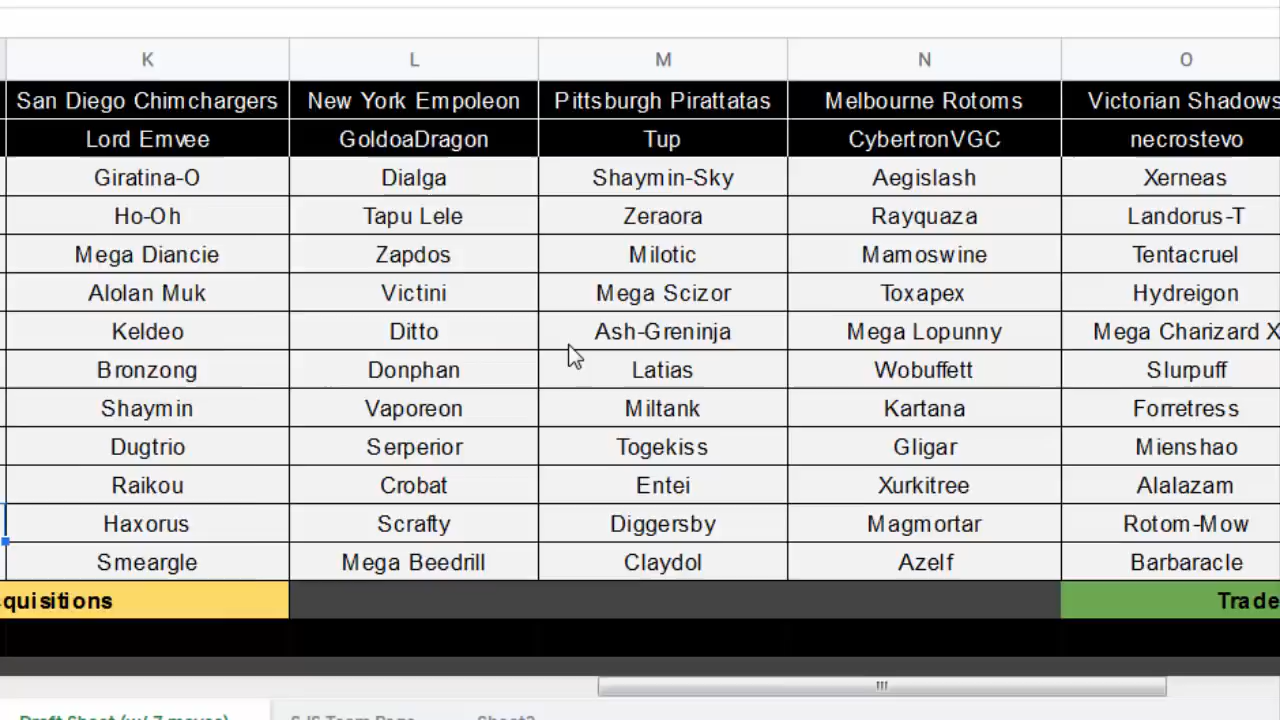 K L M N O
San Diego Chimchargers New York Empoleon Pittsburgh Pirattatas Melbourne Rotoms Victorian Shadows
Lord Emvee GoldoaDragon Tup CybertronVGC necrostevo
Giratina-O Dialga Shaymin-Sky Aegislash Xerneas
Ho-Oh Tapu Lele Zeraora Rayquaza Landorus-T
Mega Diancie Zapdos Milotic Mamoswine Tentacruel
Alolan Muk Victini Mega Scizor Toxapex Hydreigon
Keldeo Ditto Ash-Greninja Mega Lopunny Mega Charizard X
Bronzong Donphan Latias Wobuffett Slurpuff
Shaymin Vaporeon Miltank Kartana Forretress
Dugtrio Serperior Togekiss Gligar Mienshao
Raikou Crobat Entei Xurkitree Alalazam
Haxorus Scrafty Diggersby Magmortar Rotom-Mow
Smeargle Mega Beedrill Claydol Azelf Barbaracle
quisitions Trade
Draft Sheet (w/ 7 moves)